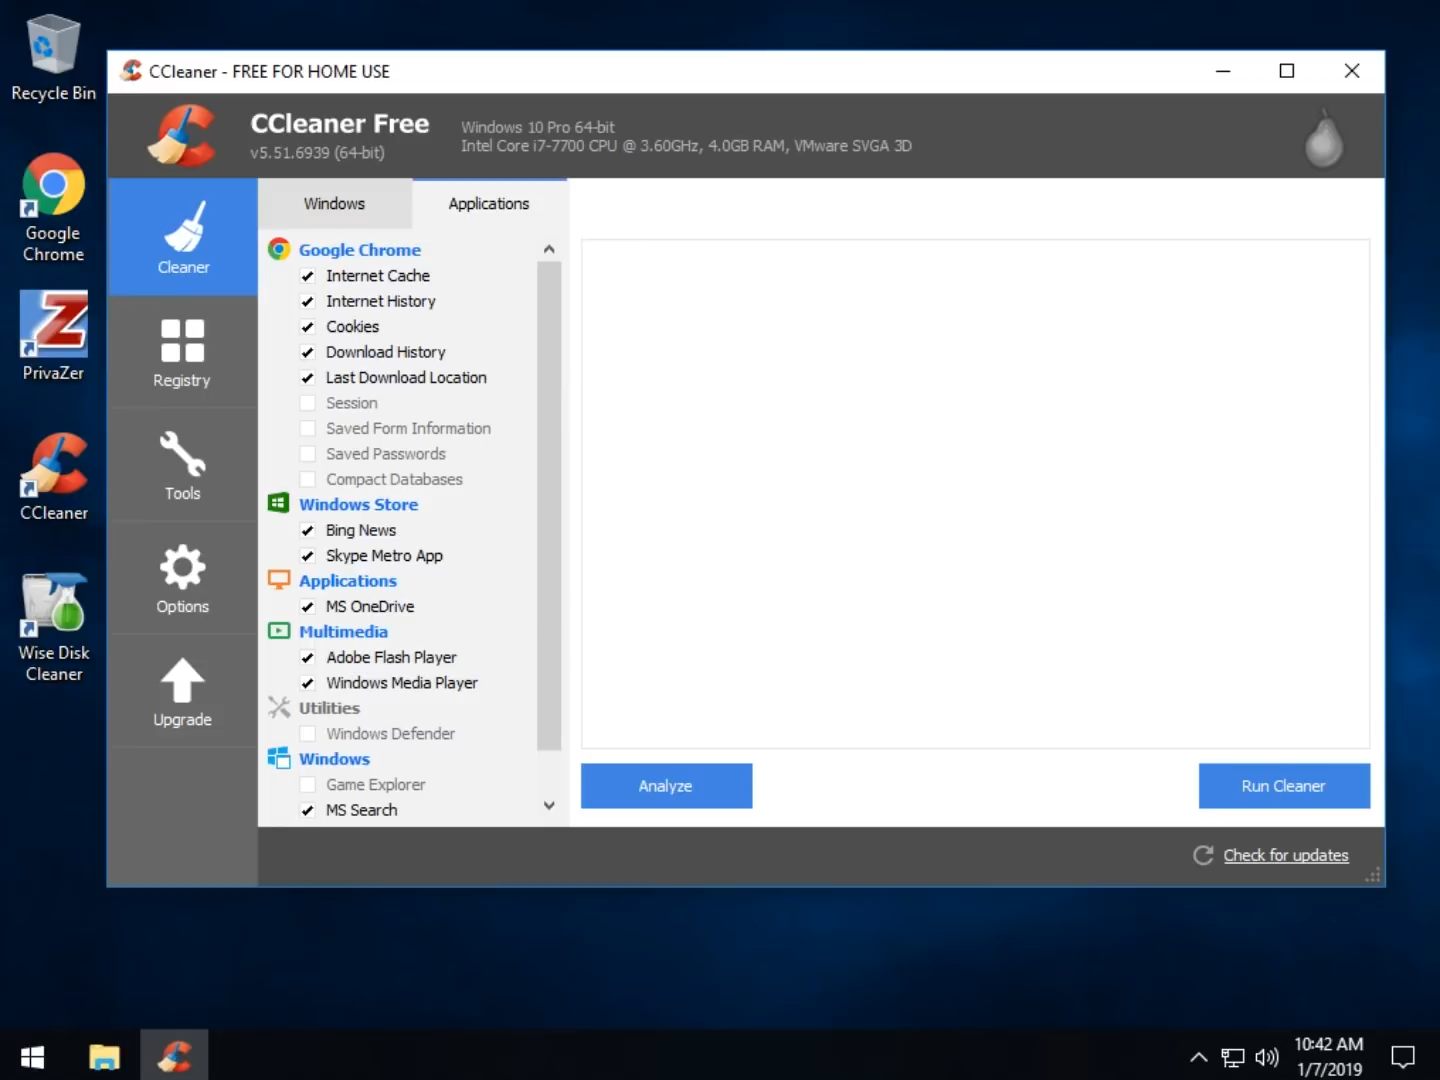 Recycle Bin
Google
Chrome
PrivaZer
CCleaner
Wise Disk
Cleaner
CCleaner - FREE FOR HOME USE
CCleaner Free
v5.51.6939 (64-bit)
Windows 10 Pro 64-bit
Intel Core i7-7700 CPU @ 3.60GHz, 4.0GB RAM, VMware SVGA 3D
Cleaner
Registry
Tools
Options
Upgrade
Windows
Applications
Google Chrome
Internet Cache
Internet History
Cookies
Download History
Last Download Location
Session
Saved Form Information
Saved Passwords
Compact Databases
Windows Store
Bing News
Skype Metro App
Applications
MS OneDrive
Multimedia
Adobe Flash Player
Windows Media Player
Utilities
Windows Defender
Windows
Game Explorer
MS Search
Analyze
Run Cleaner
Check for updates
10:42 AM
1/7/2019